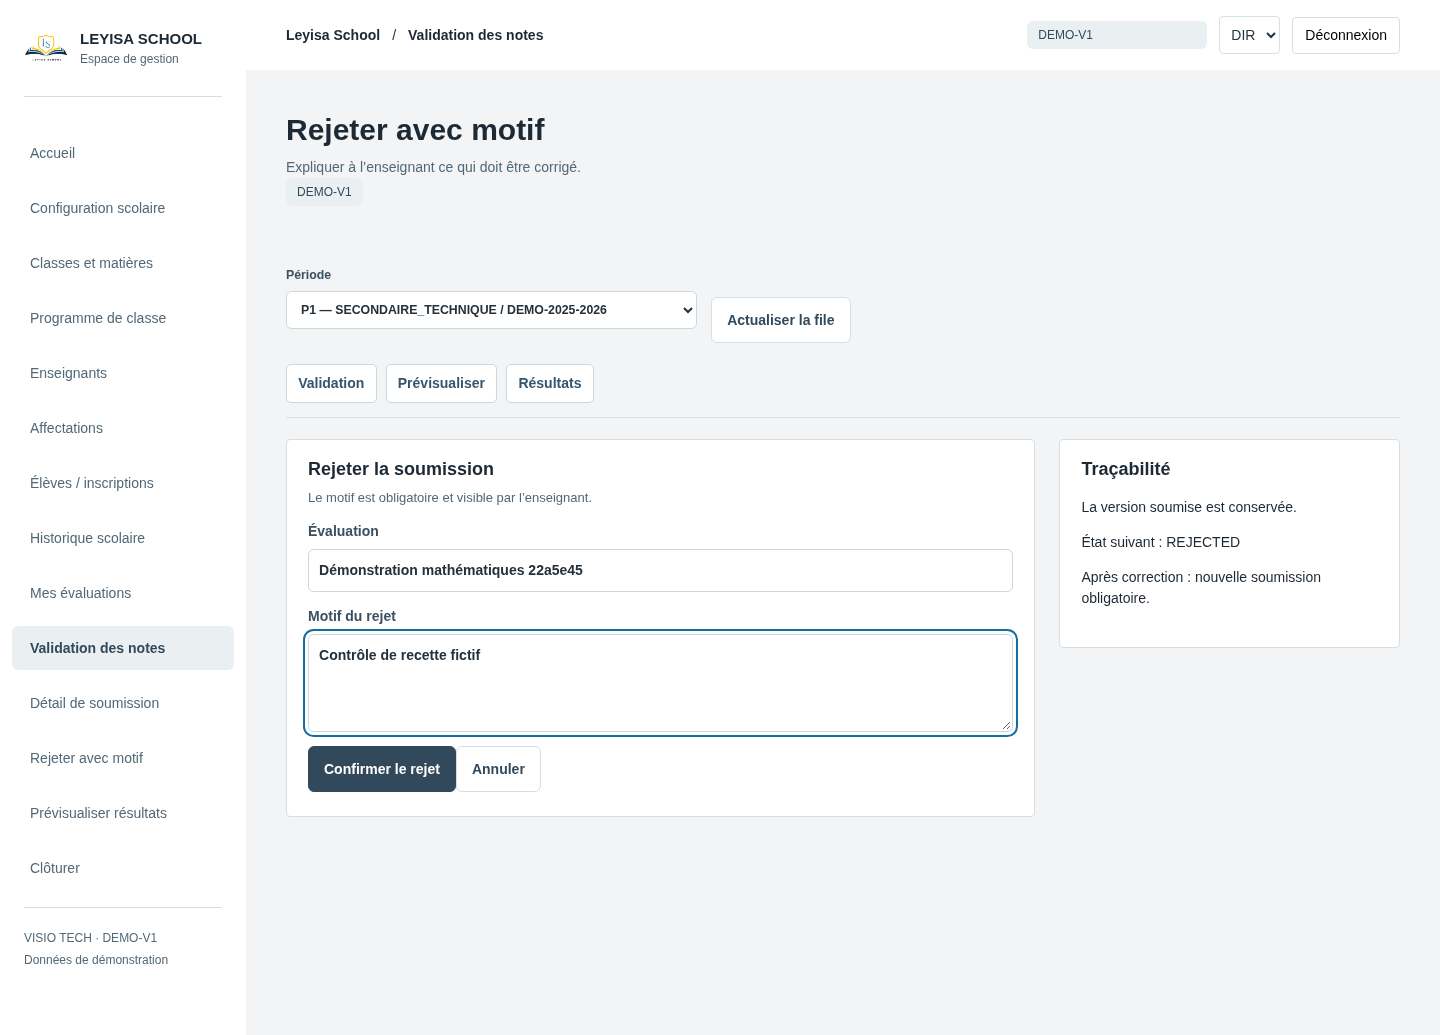 LEYISA SCHOOL
Espace de gestion
Accueil
Configuration scolaire
Classes et matières
Programme de classe
Enseignants
Affectations
Élèves / inscriptions
Historique scolaire
Mes évaluations
Validation des notes
Détail de soumission
Rejeter avec motif
Prévisualiser résultats
Clôturer
VISIO TECH · DEMO-V1
Données de démonstration
Leyisa School / Validation des notes
DEMO-V1
DIR
Déconnexion
Rejeter avec motif
Expliquer à l’enseignant ce qui doit être corrigé.
DEMO-V1
Période
P1 — SECONDAIRE_TECHNIQUE / DEMO-2025-2026
Actualiser la file
Validation
Prévisualiser
Résultats
Rejeter la soumission
Le motif est obligatoire et visible par l’enseignant.
Évaluation
Démonstration mathématiques 22a5e45
Motif du rejet
Contrôle de recette fictif
Confirmer le rejet
Annuler
Traçabilité
La version soumise est conservée.
État suivant : REJECTED
Après correction : nouvelle soumission
obligatoire.